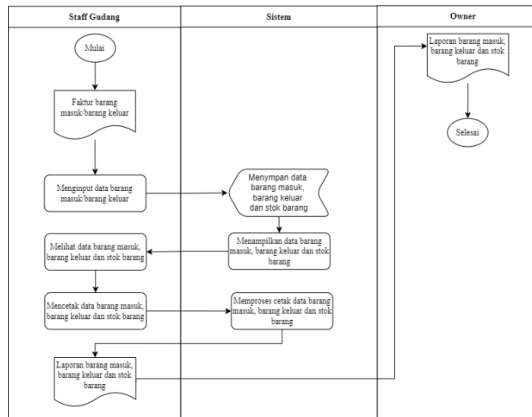 Staff Gudang
Sistem
Owner
Mulai
Faktur barang
masuk/barang keluar
Menginput data barang
masuk/barang keluar
Menympan data
barang masuk,
barang keluar
dan stok barang
Menampilkan data barang
masuk, barang keluar dan stok
barang
Melihat data barang masuk,
barang keluar dan stok barang
Mencetak data barang masuk,
barang keluar dan stok barang
Memproses cetak data barang
masuk, barang keluar dan stok
barang
Laporan barang masuk,
barang keluar dan stok
barang
Laporan barang masuk,
barang keluar dan stok
barang
Selesai